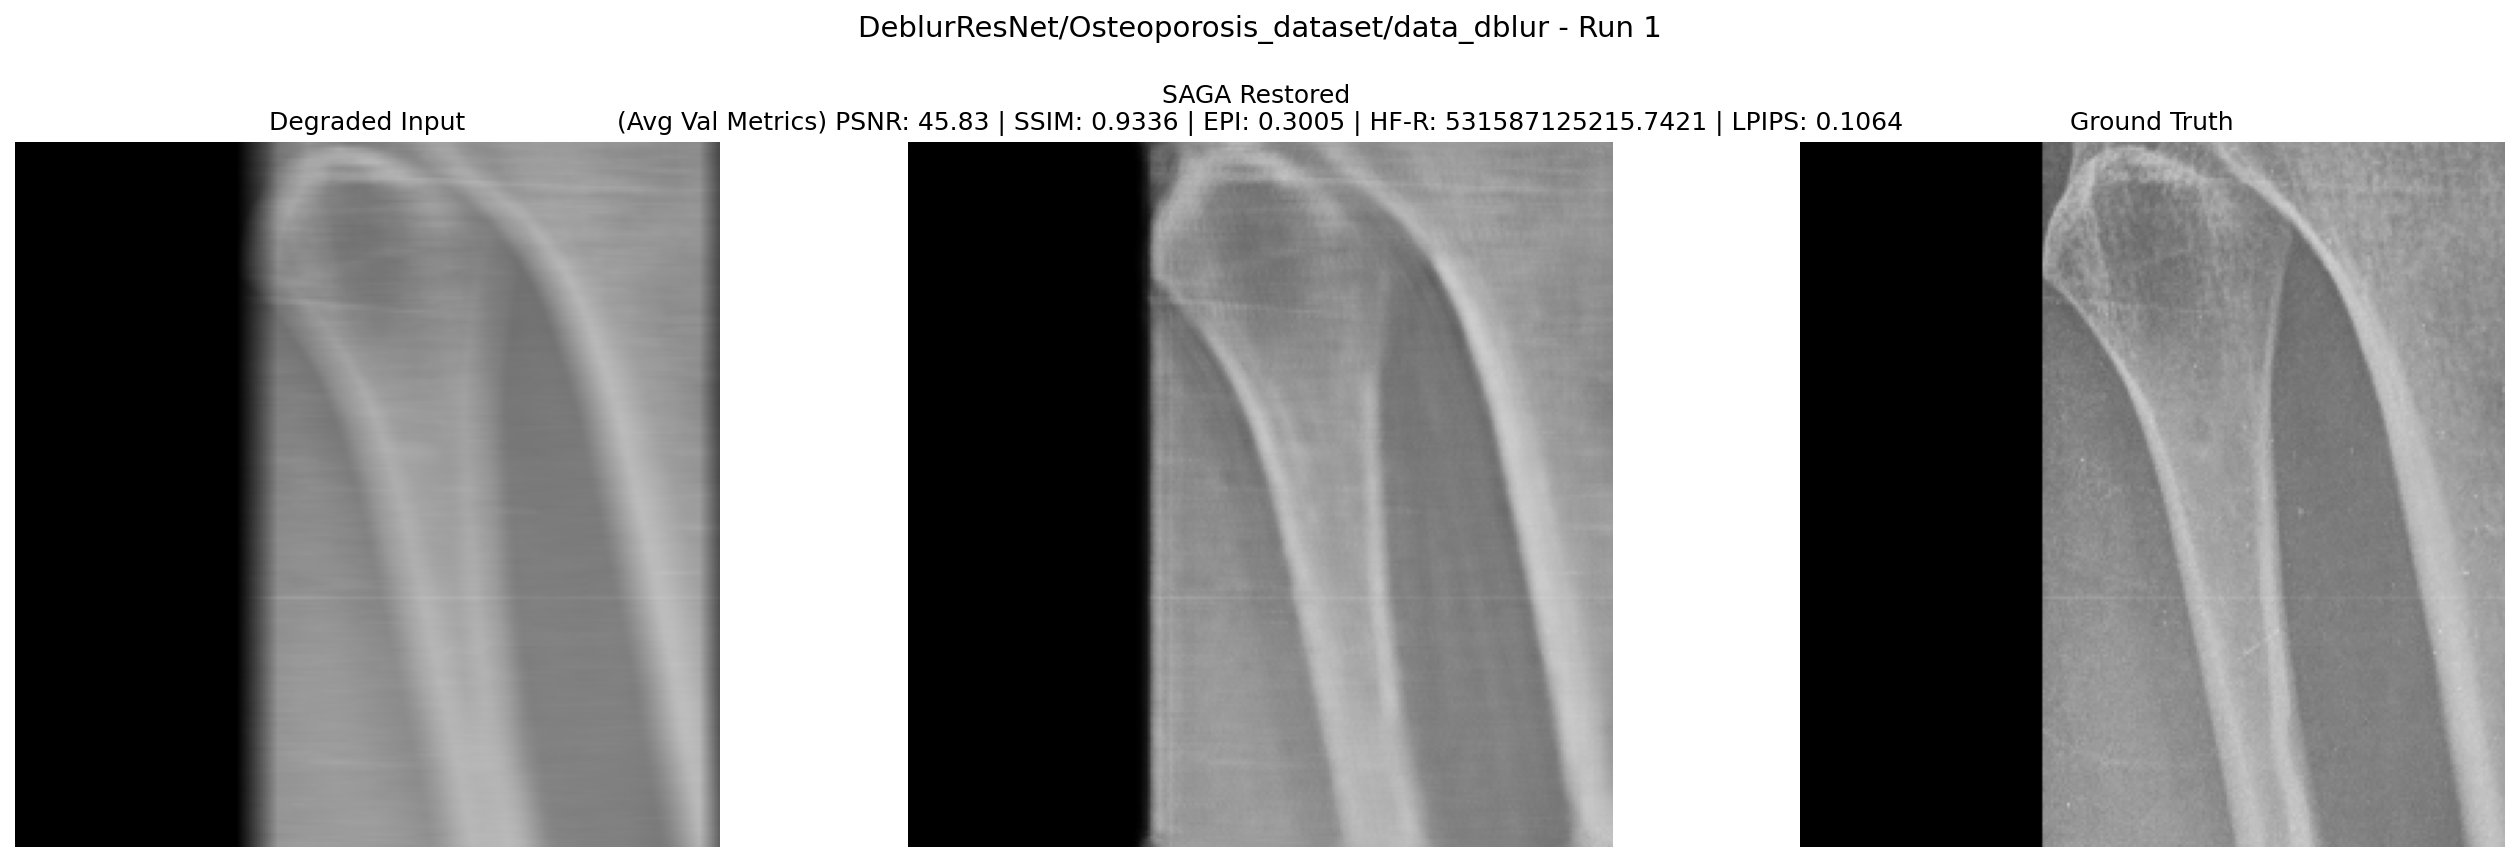 DeblurResNet/Osteoporosis_dataset/data_dblur - Run 1
SAGA Restored
Degraded Input
(Avg Val Metrics) PSNR: 45.83 | SSIM: 0.9336 | EPI: 0.3005 | HF-R: 531587125215.7421 | LPIPS: 0.1064
Ground Truth